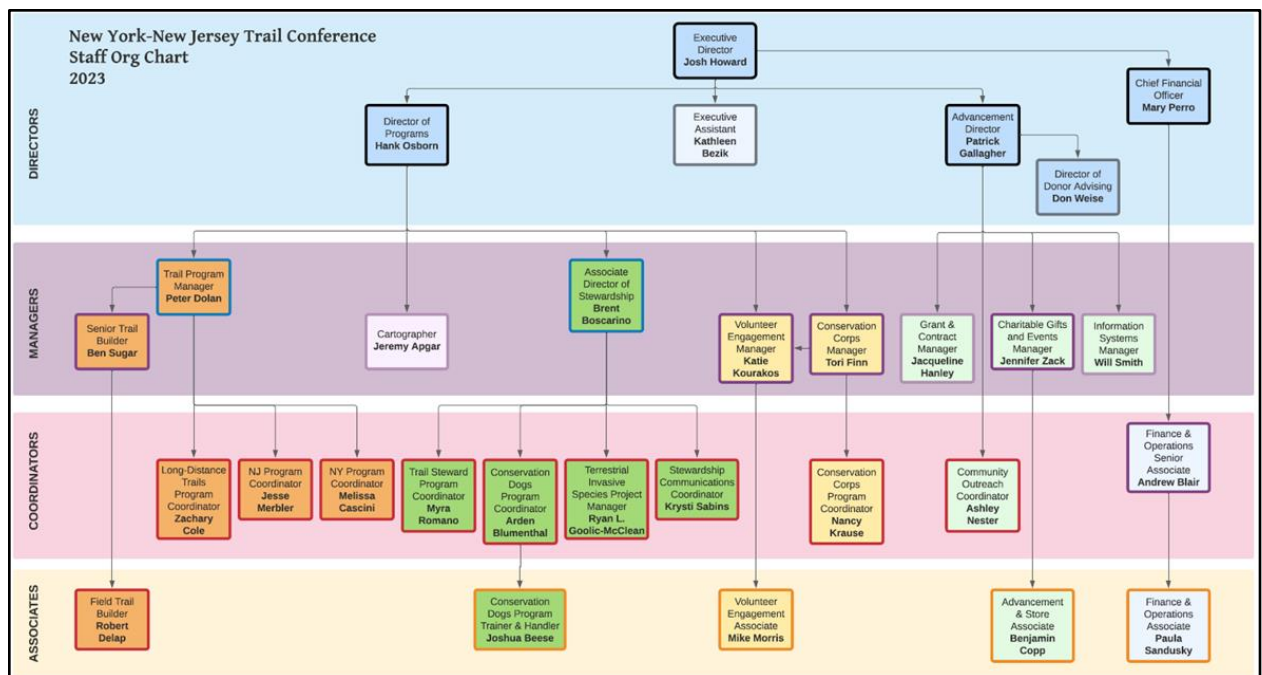 New York-New Jersey Trail Conference
Staff Org Chart
2023
DIRECTORS
Executive
Director
Josh Howard
Chief Financial
Officer
Mary Perro
Director of
Programs
Hank Osborn
Executive
Assistant
Kathleen
Bezik
Advancement
Director
Patrick
Gallagher
Director of
Donor Advising
Don Weise
MANAGERS
Trail Program
Manager
Peter Dolan
Associate
Director of
Stewardship
Brent
Boscarino
Senior Trail
Builder
Ben Sugar
Cartographer
Jeremy Apgar
Volunteer
Engagement
Manager
Katie
Kourakos
Conservation
Corps
Manager
Tori Finn
Grant &
Contract
Manager
Jacqueline
Hanley
Charitable Gifts
and Events
Manager
Jennifer Zack
Information
Systems
Manager
Will Smith
COORDINATORS
Long-Distance
Trails
Program
Coordinator
Zachary
Cole
NJ Program
Coordinator
Jesse
Merbler
NY Program
Coordinator
Melissa
Cascini
Trail Steward
Program
Coordinator
Myra
Romano
Conservation
Dogs
Program
Coordinator
Arden
Blumenthal
Terrestrial
Invasive
Species Project
Manager
Ryan L.
Goolic-McClean
Stewardship
Communications
Coordinator
Krysti Sabins
Conservation
Corps
Program
Coordinator
Nancy
Krause
Community
Outreach
Coordinator
Ashley
Nester
Finance &
Operations
Senior
Associate
Andrew Blair
ASSOCIATES
Field Trail
Builder
Robert
Delap
Conservation
Dogs Program
Trainer & Handler
Joshua Beese
Volunteer
Engagement
Associate
Mike Morris
Advancement
& Store
Associate
Benjamin
Copp
Finance &
Operations
Associate
Paula
Sandusky